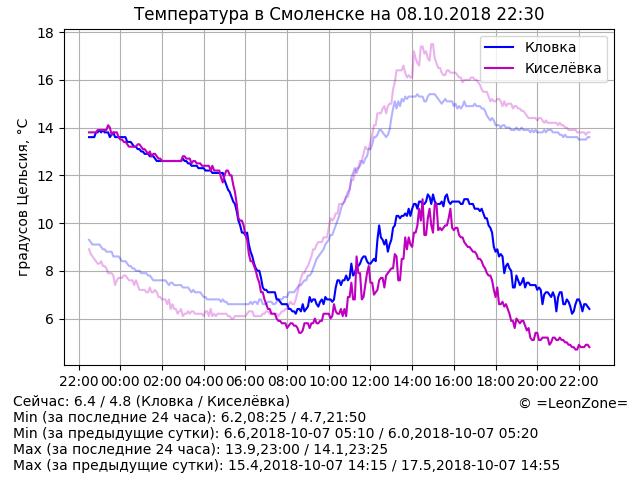 Температура в Смоленске на 08.10.2018 22:30
градусов Цельсия, °C
18
16
14
12
10
8
6
Кловка
Киселёвка
22:00 00:00 02:00 04:00 06:00 08:00 10:00 12:00 14:00 16:00 18:00 20:00 22:00
Сейчас: 6.4 / 4.8 (Кловка / Киселёвка)
© =LeonZone=
Min (за последние 24 часа): 6.2,08:25 / 4.7,21:50
Min (за предыдущие сутки): 6.6,2018-10-07 05:10 / 6.0,2018-10-07 05:20
Max (за последние 24 часа): 13.9,23:00 / 14.1,23:25
Max (за предыдущие сутки): 15.4,2018-10-07 14:15 / 17.5,2018-10-07 14:55